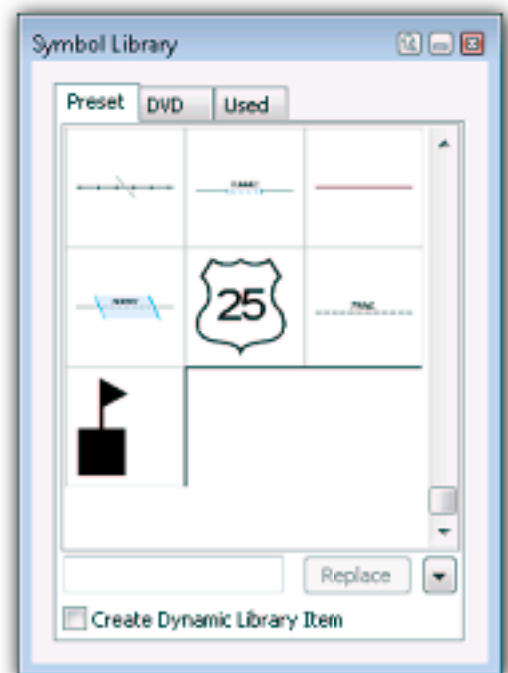 Symbol Library
Preset DVD Used
25
Replace
Create Dynamic Library Item